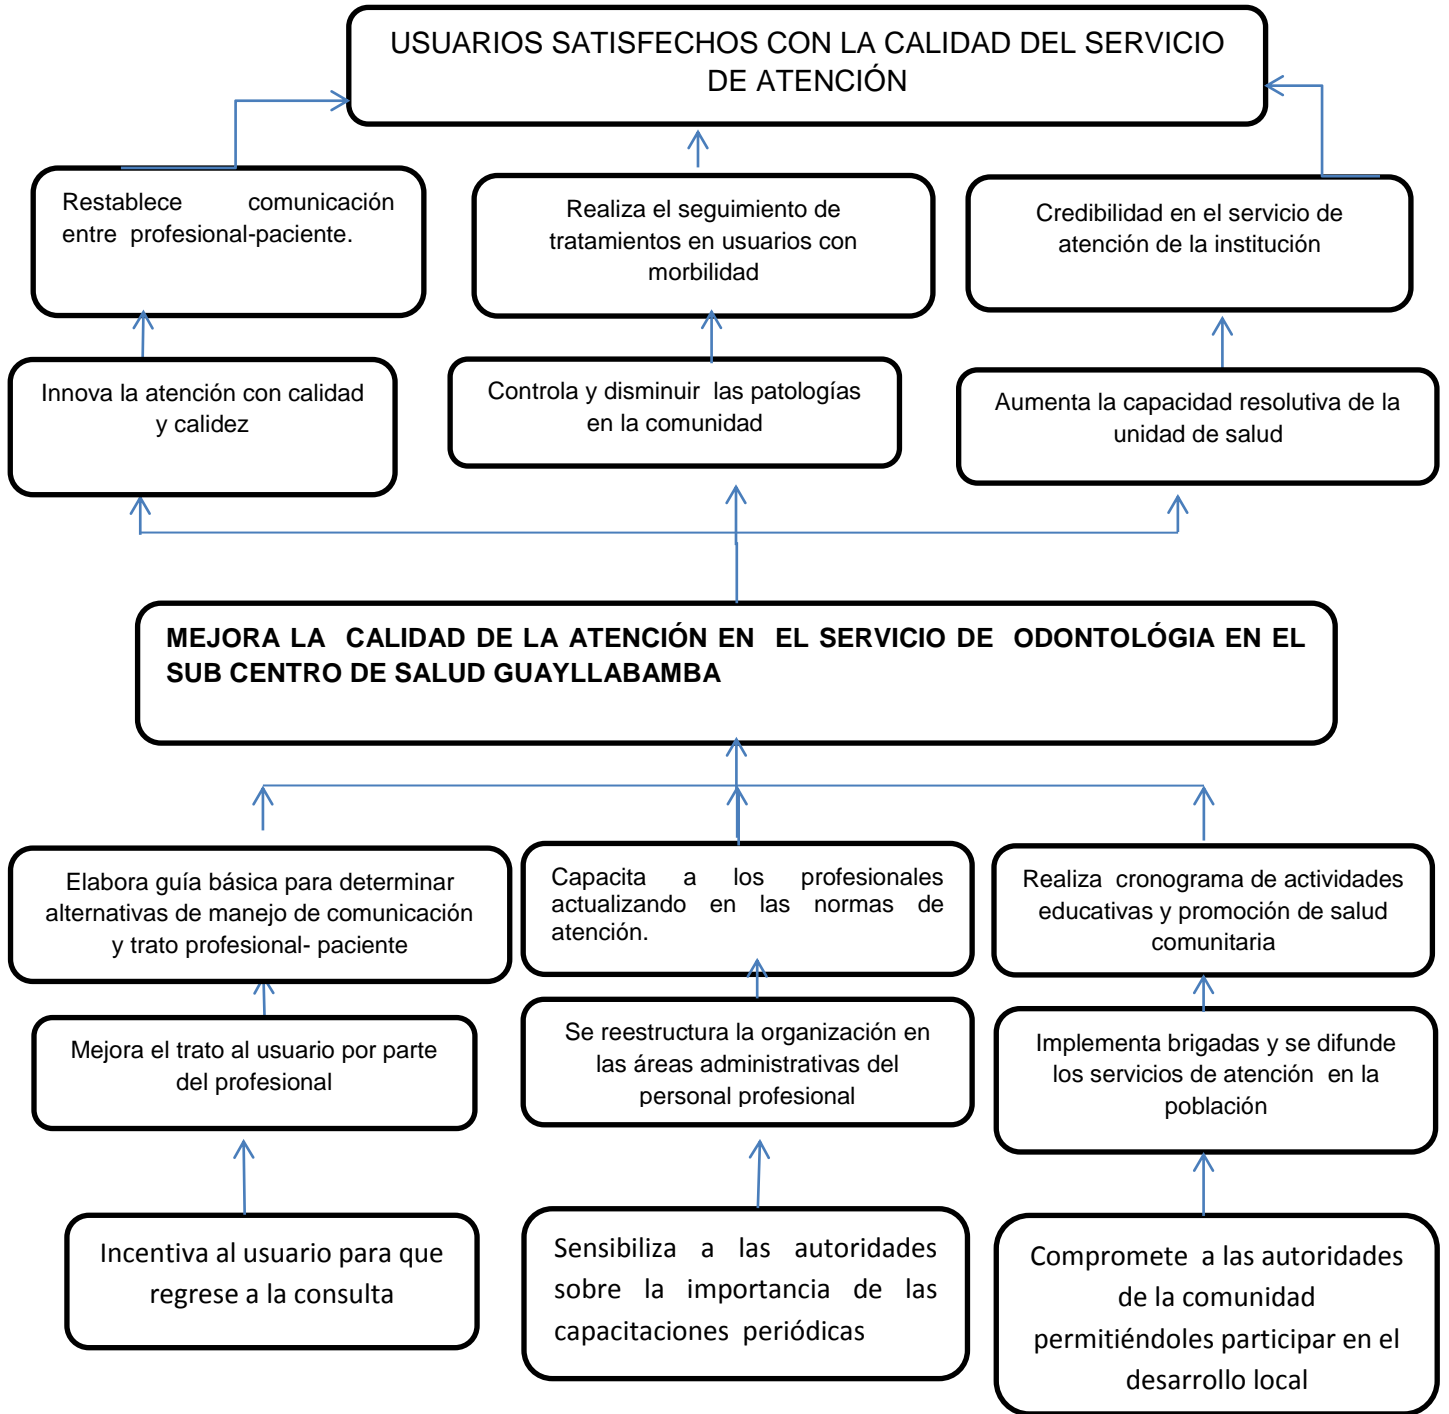 USUARIOS SATISFECHOS CON LA CALIDAD DEL SERVICIO
DE ATENCIÓN
Restablece comunicación
entre profesional-paciente.
Realiza el seguimiento de
tratamientos en usuarios con
morbilidad
Credibilidad en el servicio de
atención de la institución
Innova la atención con calidad
y calidez
Controla y disminuir las patologías
en la comunidad
Aumenta la capacidad resolutiva de la
unidad de salud
MEJORA LA CALIDAD DE LA ATENCIÓN EN EL SERVICIO DE ODONTOLÓGIA EN EL
SUB CENTRO DE SALUD GUAYLLABAMBA
Elabora guía básica para determinar
alternativas de manejo de comunicación
y trato profesional- paciente
Capacita a los profesionales
actualizando en las normas de
atención.
Realiza cronograma de actividades
educativas y promoción de salud
comunitaria
Mejora el trato al usuario por parte
del profesional
Se reestructura la organización en
las áreas administrativas del
personal profesional
Implementa brigadas y se difunde
los servicios de atención en la
población
Incentiva al usuario para que
regrese a la consulta
Sensibiliza a las autoridades
sobre la importancia de las
capacitaciones periódicas
Compromete a las autoridades
de la comunidad
permitiéndoles participar en el
desarrollo local